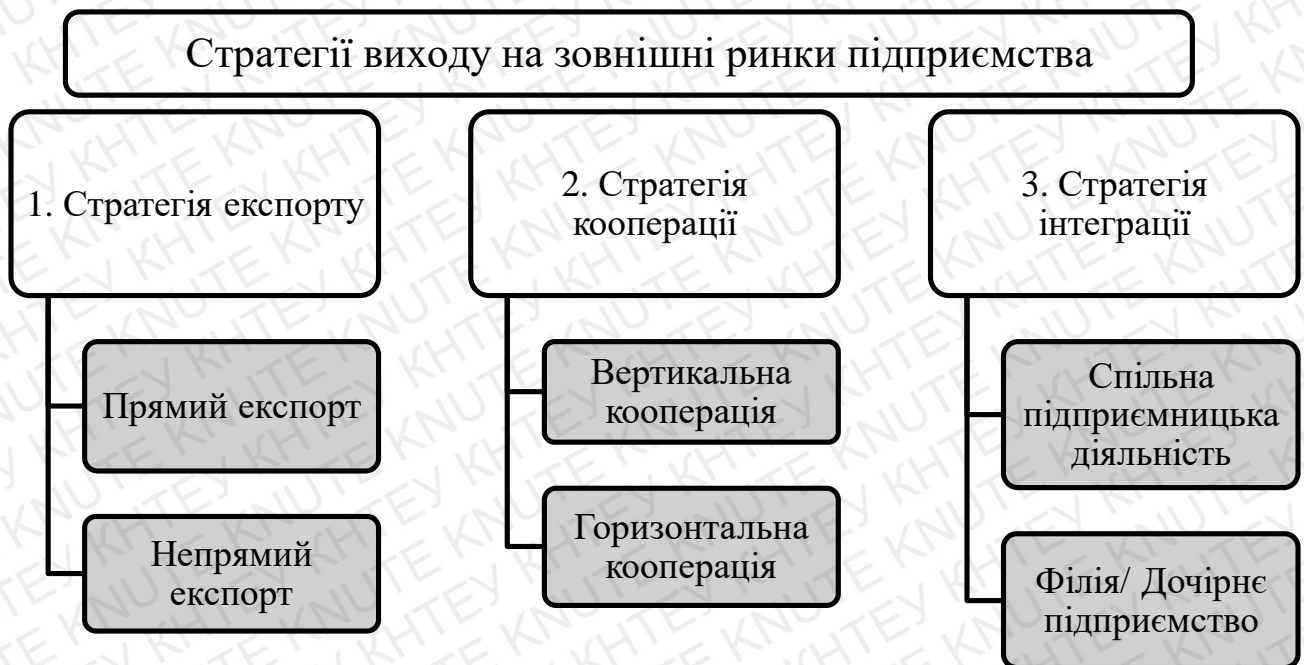 Стратегії виходу на зовнішні ринки підприємства
1. Стратегія експорту
Прямий експорт
Непрямий
експорт
2. Стратегія
кооперації
Вертикальна
кооперація
Горизонтальна
кооперація
3. Стратегія
інтеграції
Спільна
підприємницька
діяльність
Філія/ Дочірнє
підприємство